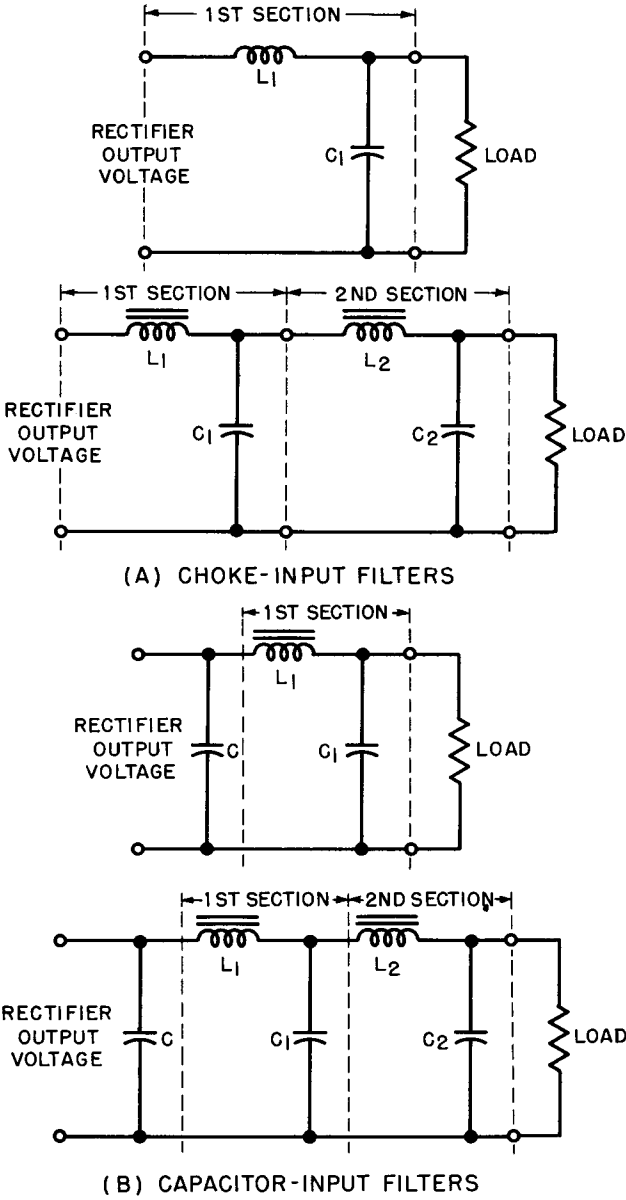 1ST SECTION
L1
RECTIFIER
OUTPUT
VOLTAGE
C1
LOAD
1ST SECTION
2ND SECTION
L1
L2
RECTIFIER
OUTPUT
VOLTAGE
C1
C2
LOAD
(A) CHOKE-INPUT FILTERS
1ST SECTION
L1
RECTIFIER
OUTPUT
VOLTAGE
C
C1
LOAD
1ST SECTION
2ND SECTION
L1
L2
RECTIFIER
OUTPUT
VOLTAGE
C
C1
C2
LOAD
(B) CAPACITOR-INPUT FILTERS